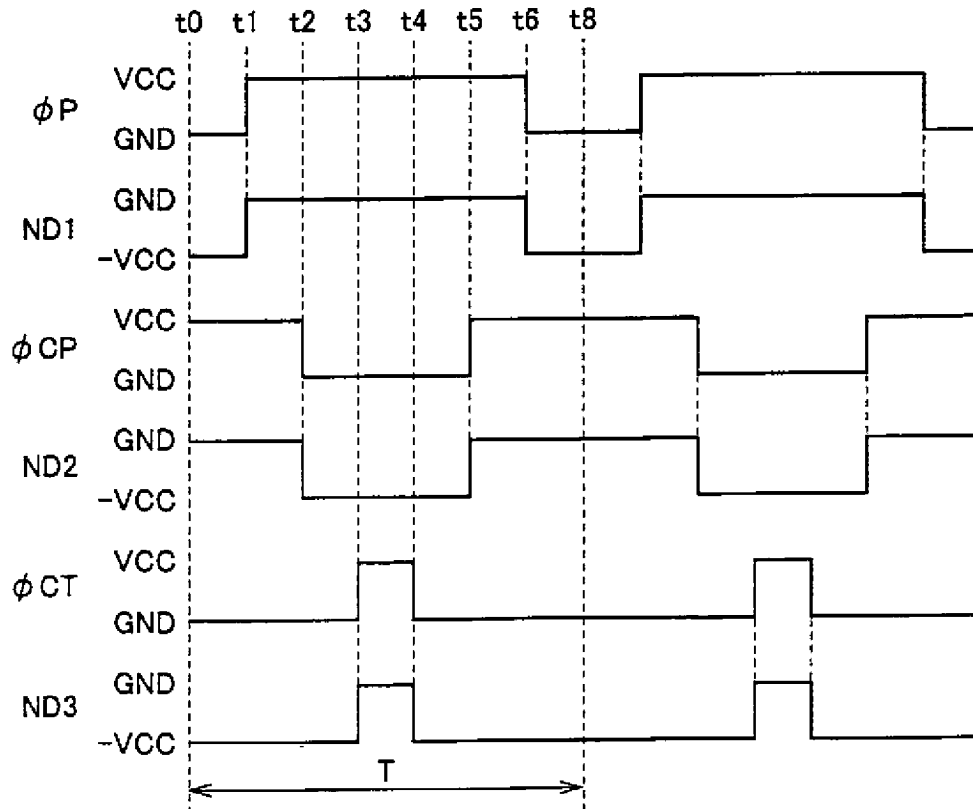 t0 t1 t2 t3 t4 t5 t6 t8
VCC
φP
GND
GND
ND1
-VCC
VCC
φCP
GND
GND
ND2
-VCC
VCC
φCT
GND
GND
ND3
-VCC
T